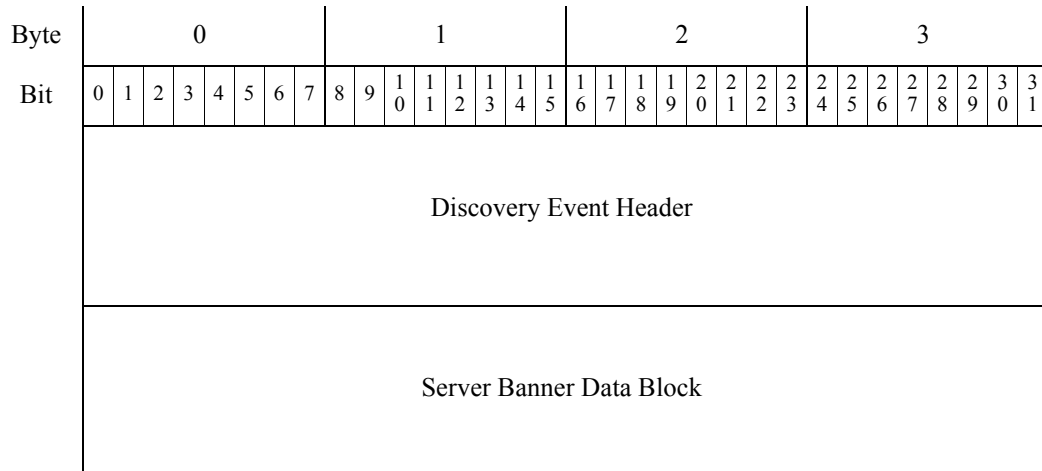 Byte 0 1 2 3
Bit 0 1 2 3 4 5 6 7 8 9 10 11 12 13 14 15 16 17 18 19 20 21 22 23 24 25 26 27 28 29 30 31
Discovery Event Header
Server Banner Data Block